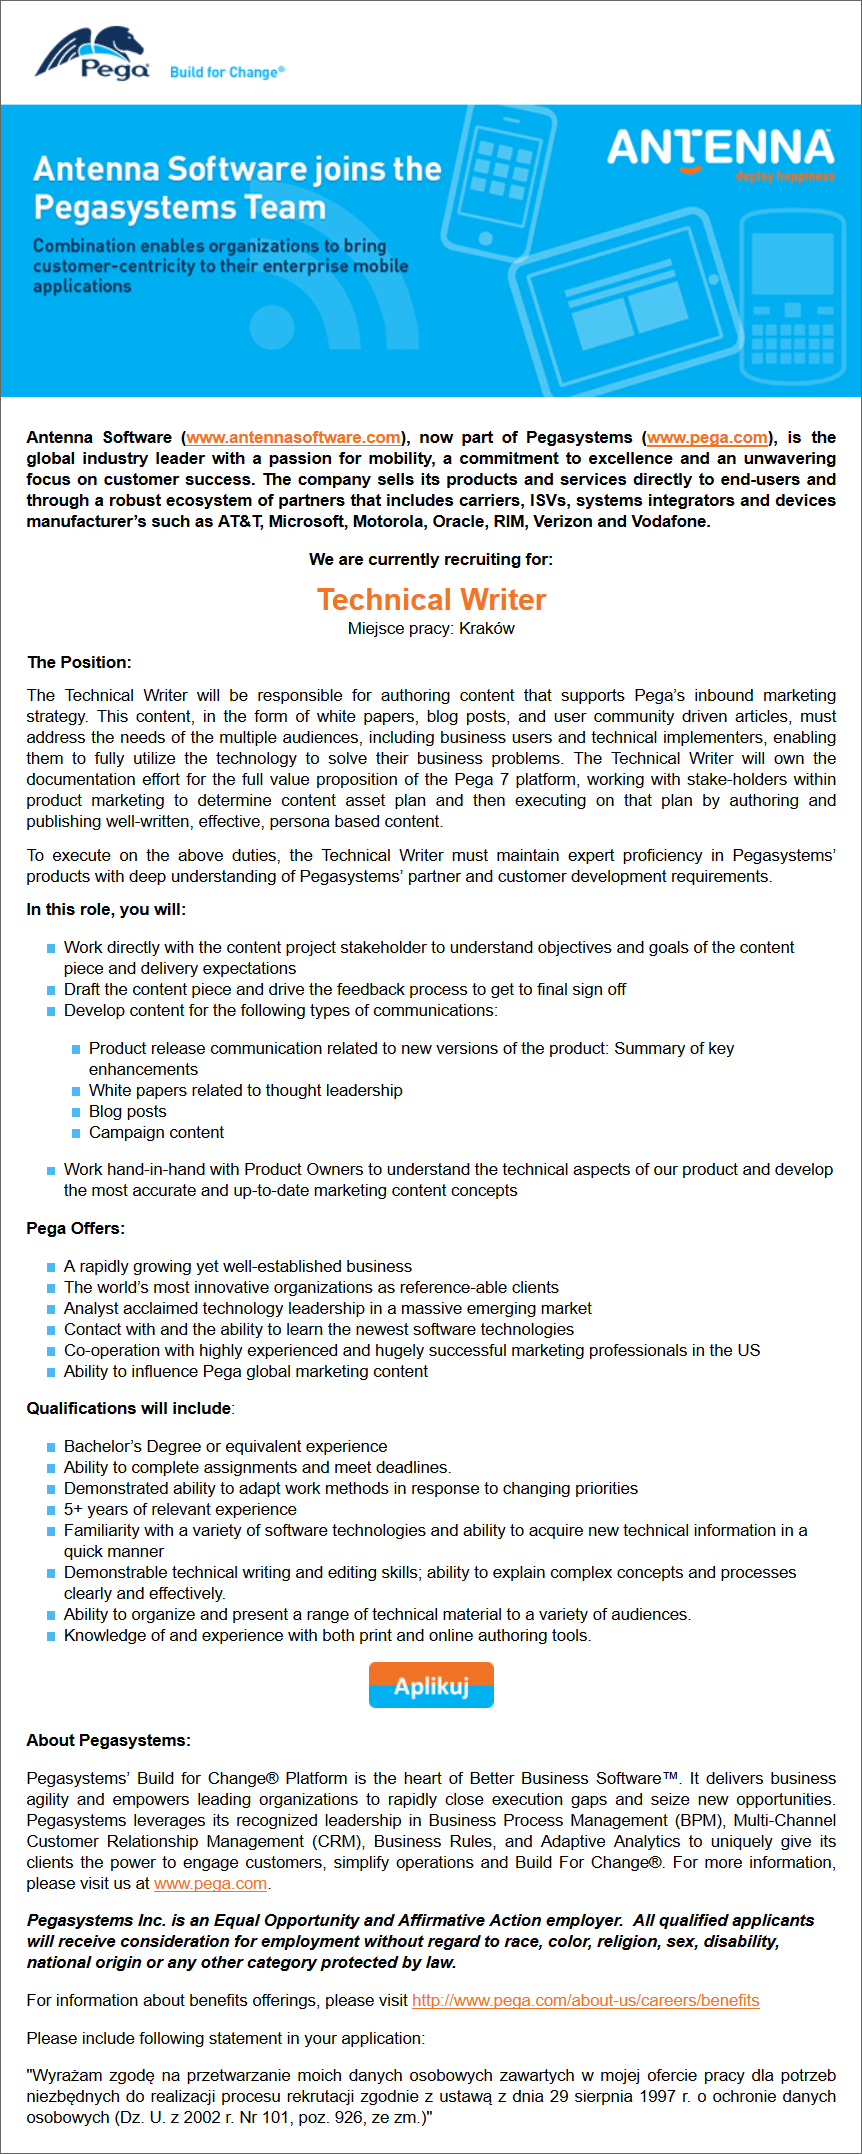 Pega
Build for Change®
ANTENNA
deploy happiness
Antenna Software joins the
Pegasystems Team
Combination enables organizations to bring
customer-centricity to their enterprise mobile
applications
Antenna Software (www.antennasoftware.com), now part of Pegasystems (www.pega.com), is the
global industry leader with a passion for mobility, a commitment to excellence and an unwavering
focus on customer success. The company sells its products and services directly to end-users and
through a robust ecosystem of partners that includes carriers, ISVs, systems integrators and devices
manufacturer's such as AT&T, Microsoft, Motorola, Oracle, RIM, Verizon and Vodafone.
We are currently recruiting for:
Technical Writer
Miejsce pracy: Kraków
The Position:
The Technical Writer will be responsible for authoring content that supports Pega's inbound marketing
strategy. This content, in the form of white papers, blog posts, and user community driven articles, must
address the needs of the multiple audiences, including business users and technical implementers, enabling
them to fully utilize the technology to solve their business problems. The Technical Writer will own the
documentation effort for the full value proposition of the Pega 7 platform, working with stake-holders within
product marketing to determine content asset plan and then executing on that plan by authoring and
publishing well-written, effective, persona based content.
To execute on the above duties, the Technical Writer must maintain expert proficiency in Pegasystems'
products with deep understanding of Pegasystems' partner and customer development requirements.
In this role, you will:
Work directly with the content project stakeholder to understand objectives and goals of the content
piece and delivery expectations
Draft the content piece and drive the feedback process to get to final sign off
Develop content for the following types of communications:
Product release communication related to new versions of the product: Summary of key
enhancements
White papers related to thought leadership
Blog posts
Campaign content
Work hand-in-hand with Product Owners to understand the technical aspects of our product and develop
the most accurate and up-to-date marketing content concepts
Pega Offers:
A rapidly growing yet well-established business
The world's most innovative organizations as reference-able clients
Analyst acclaimed technology leadership in a massive emerging market
Contact with and the ability to learn the newest software technologies
Co-operation with highly experienced and hugely successful marketing professionals in the US
Ability to influence Pega global marketing content
Qualifications will include:
Bachelor's Degree or equivalent experience
Ability to complete assignments and meet deadlines.
Demonstrated ability to adapt work methods in response to changing priorities
5+ years of relevant experience
Familiarity with a variety of software technologies and ability to acquire new technical information in a
quick manner
Demonstrable technical writing and editing skills; ability to explain complex concepts and processes
clearly and effectively.
Ability to organize and present a range of technical material to a variety of audiences.
Knowledge of and experience with both print and online authoring tools.
Aplikuj
About Pegasystems:
Pegasystems' Build for Change® Platform is the heart of Better Business Software™. It delivers business
agility and empowers leading organizations to rapidly close execution gaps and seize new opportunities.
Pegasystems leverages its recognized leadership in Business Process Management (BPM), Multi-Channel
Customer Relationship Management (CRM), Business Rules, and Adaptive Analytics to uniquely give its
clients the power to engage customers, simplify operations and Build For Change®. For more information,
please visit us at www.pega.com.
Pegasystems Inc. is an Equal Opportunity and Affirmative Action employer. All qualified applicants
will receive consideration for employment without regard to race, color, religion, sex, disability,
national origin or any other category protected by law.
For information about benefits offerings, please visit http://www.pega.com/about-us/careers/benefits
Please include following statement in your application:
"Wyrażam zgodę na przetwarzanie moich danych osobowych zawartych w mojej ofercie pracy dla potrzeb
niezbędnych do realizacji procesu rekrutacji zgodnie z ustawą z dnia 29 sierpnia 1997 r. o ochronie danych
osobowych (Dz. U. z 2002 r. Nr 101, poz. 926, ze zm.)"